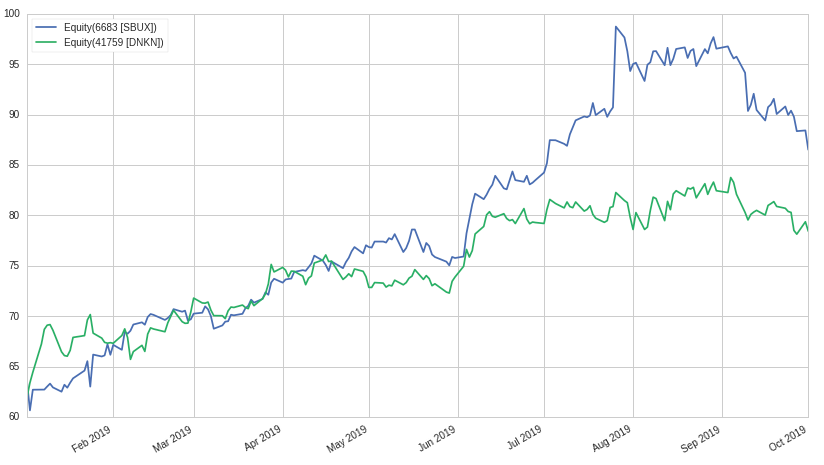 100
95
90
85
80
75
70
65
60
Equity(6683 [SBUX])
Equity(41759 [DNKN])
Feb 2019
Mar 2019
Apr 2019
May 2019
Jun 2019
Jul 2019
Aug 2019
Sep 2019
Oct 2019